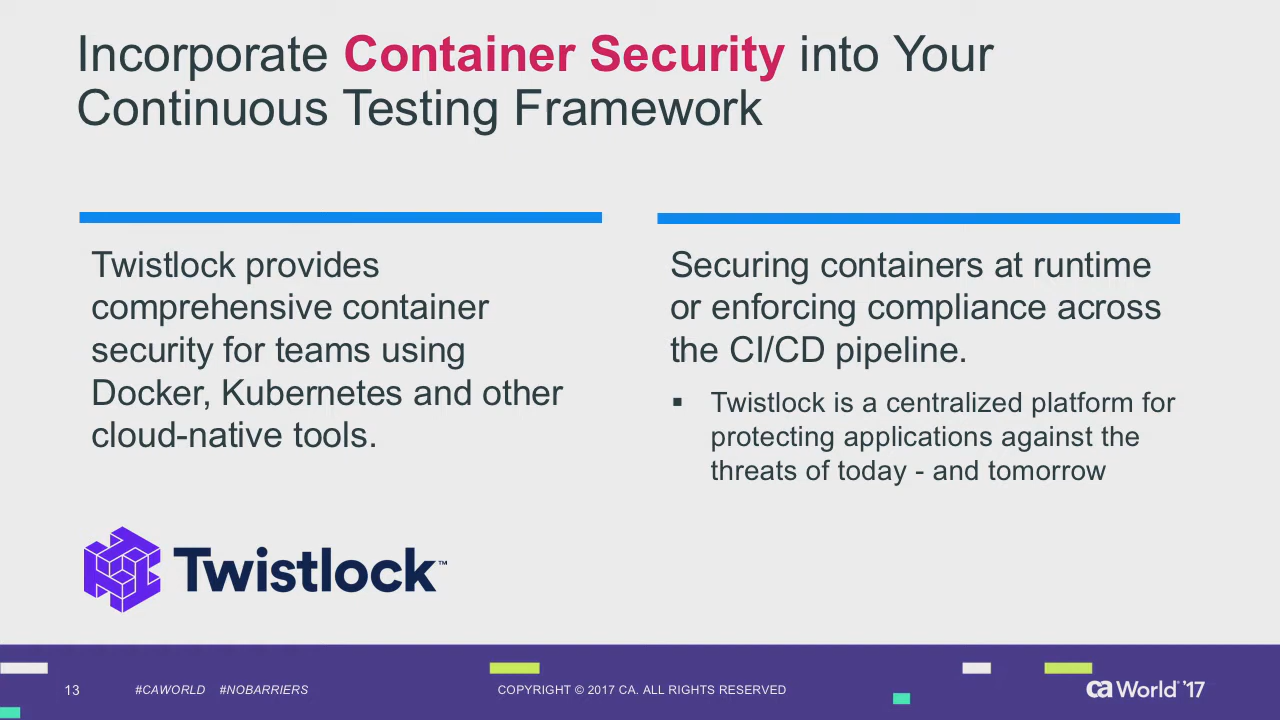 Incorporate Container Security into Your
Continuous Testing Framework
Twistlock provides
comprehensive container
security for teams using
Docker, Kubernetes and other
cloud-native tools.
Securing containers at runtime
or enforcing compliance across
the CI/CD pipeline.
▪ Twistlock is a centralized platform for
protecting applications against the
threats of today - and tomorrow
Twistlock™
13 #CAWORLD #NOBARRIERS COPYRIGHT © 2017 CA. ALL RIGHTS RESERVED ca World '17